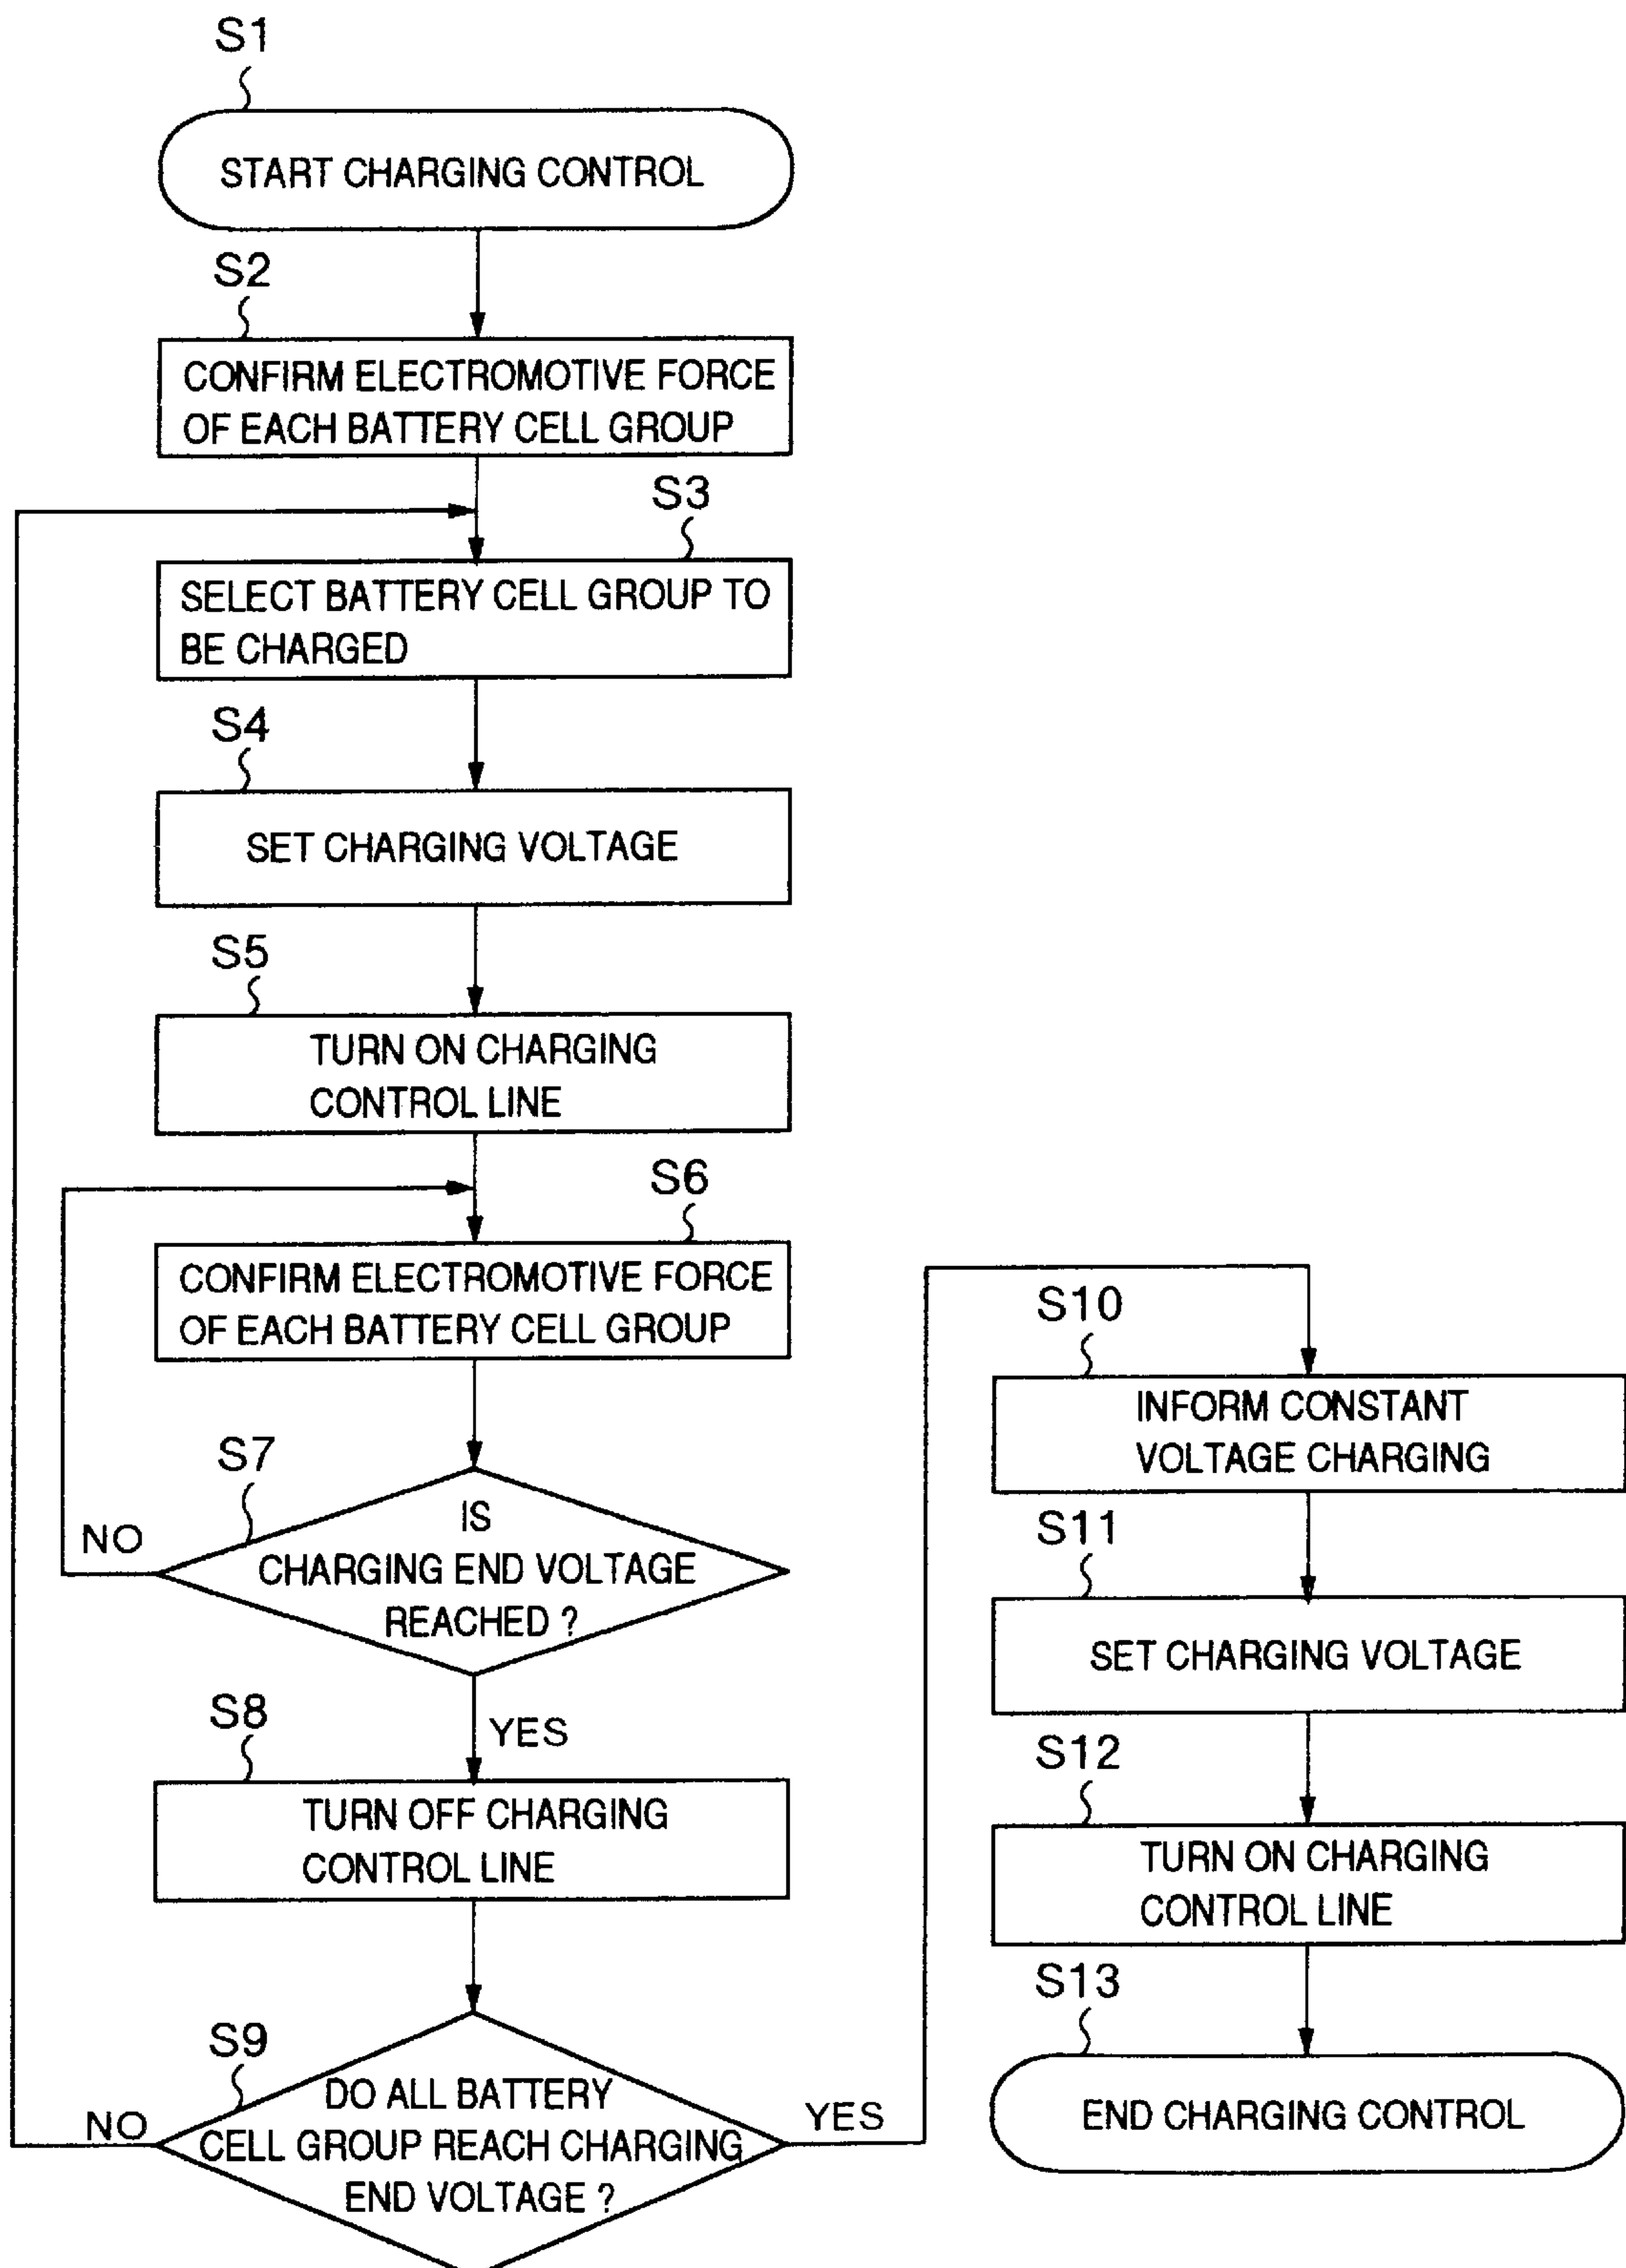 S1
START CHARGING CONTROL
S2
CONFIRM ELECTROMOTIVE FORCE
OF EACH BATTERY CELL GROUP
S3
SELECT BATTERY CELL GROUP TO
BE CHARGED
S4
SET CHARGING VOLTAGE
S5
TURN ON CHARGING
CONTROL LINE
S6
CONFIRM ELECTROMOTIVE FORCE
OF EACH BATTERY CELL GROUP
S7
NO
IS
CHARGING END VOLTAGE
REACHED ?
YES
S8
TURN OFF CHARGING
CONTROL LINE
S9
NO
DO ALL BATTERY
CELL GROUP REACH CHARGING
END VOLTAGE ?
YES
S10
INFORM CONSTANT
VOLTAGE CHARGING
S11
SET CHARGING VOLTAGE
S12
TURN ON CHARGING
CONTROL LINE
S13
END CHARGING CONTROL